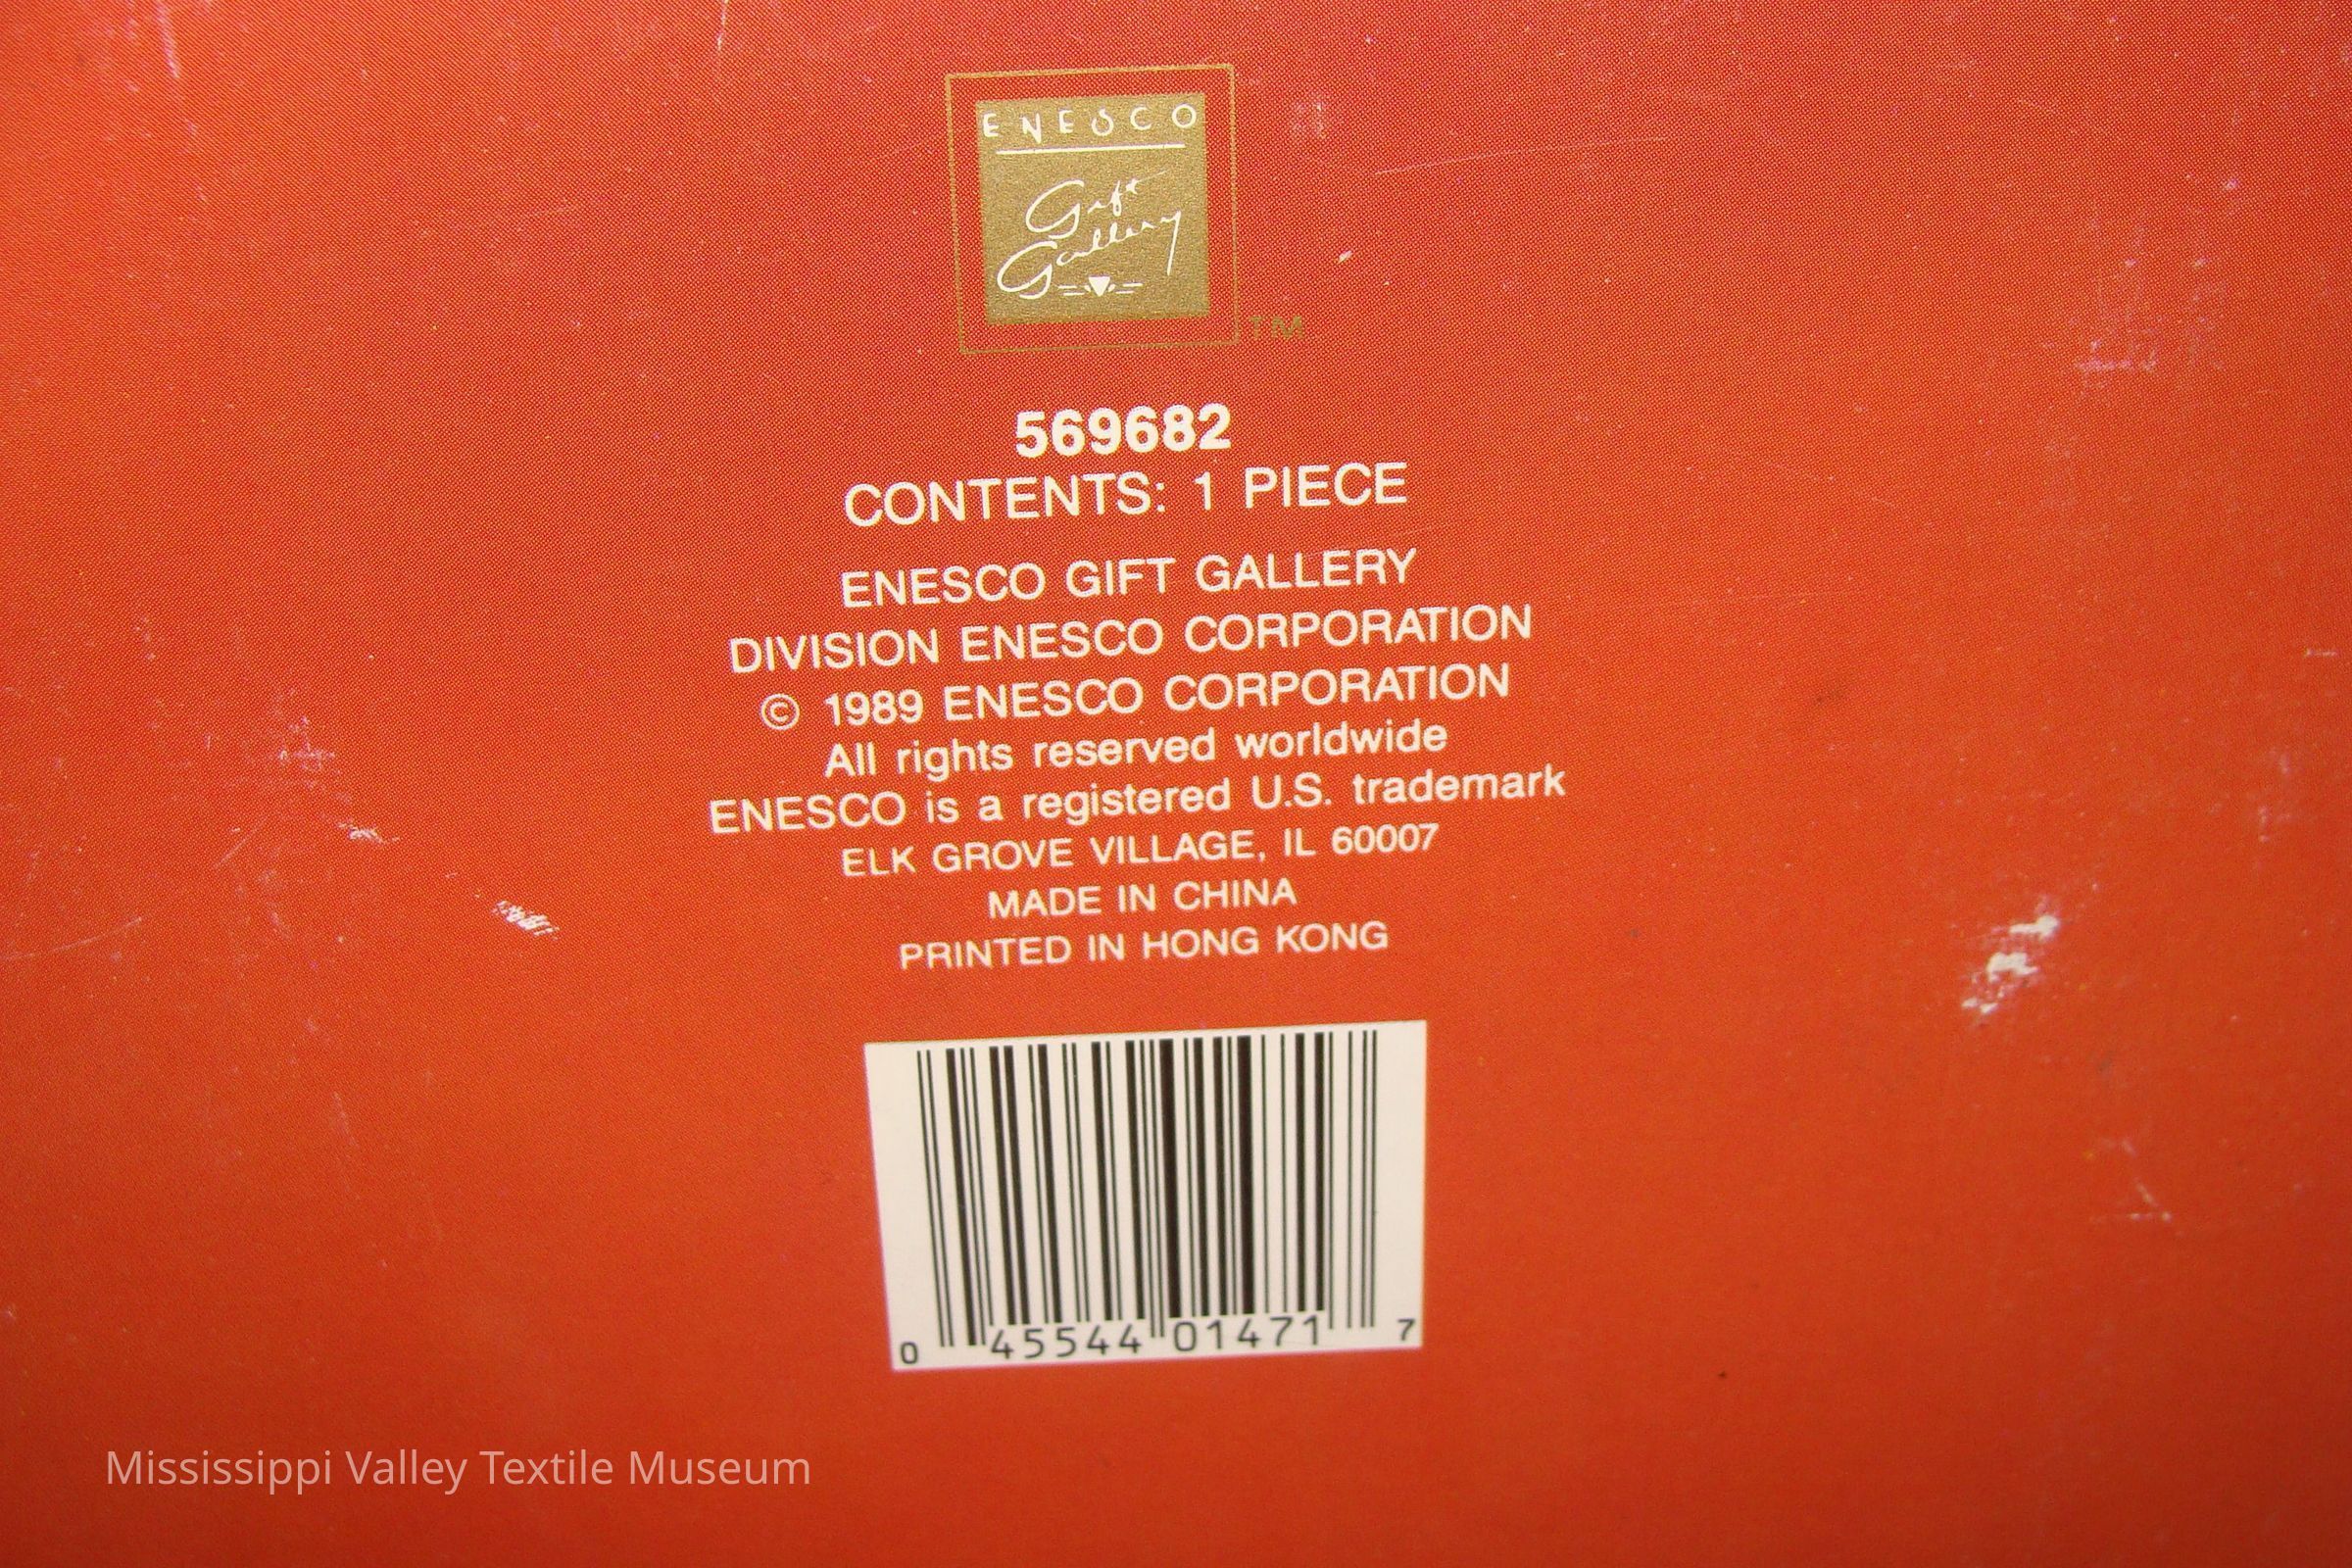 ENESCO
Gift
Gallery
TM
569682
CONTENTS: 1 PIECE
ENESCO GIFT GALLERY
DIVISION ENESCO CORPORATION
© 1989 ENESCO CORPORATION
All rights reserved worldwide
ENESCO is a registered U.S. trademark
ELK GROVE VILLAGE, IL 60007
MADE IN CHINA
PRINTED IN HONG KONG
0 45544 01471 7
Mississippi Valley Textile Museum